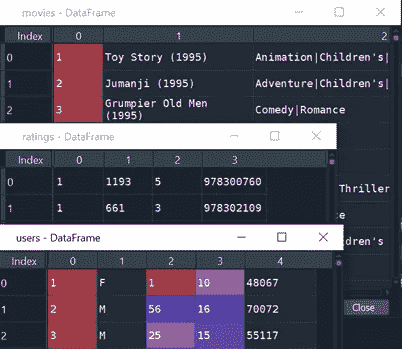 movies - DataFrame
Index 0 1 2
0 1 Toy Story (1995) Animation|Children's|
1 2 Jumanji (1995) Adventure|Children's|
2 3 Grumpier Old Men (1995) Comedy|Romance
ratings - DataFrame
Index 0 1 2 3
0 1 1193 5 978300760
Thriller
1 1 661 3 978302109
users - DataFrame
Index 0 1 2 3 4
0 1 F 1 10 48067
1 2 M 56 16 70072
Close
2 3 M 25 15 55117